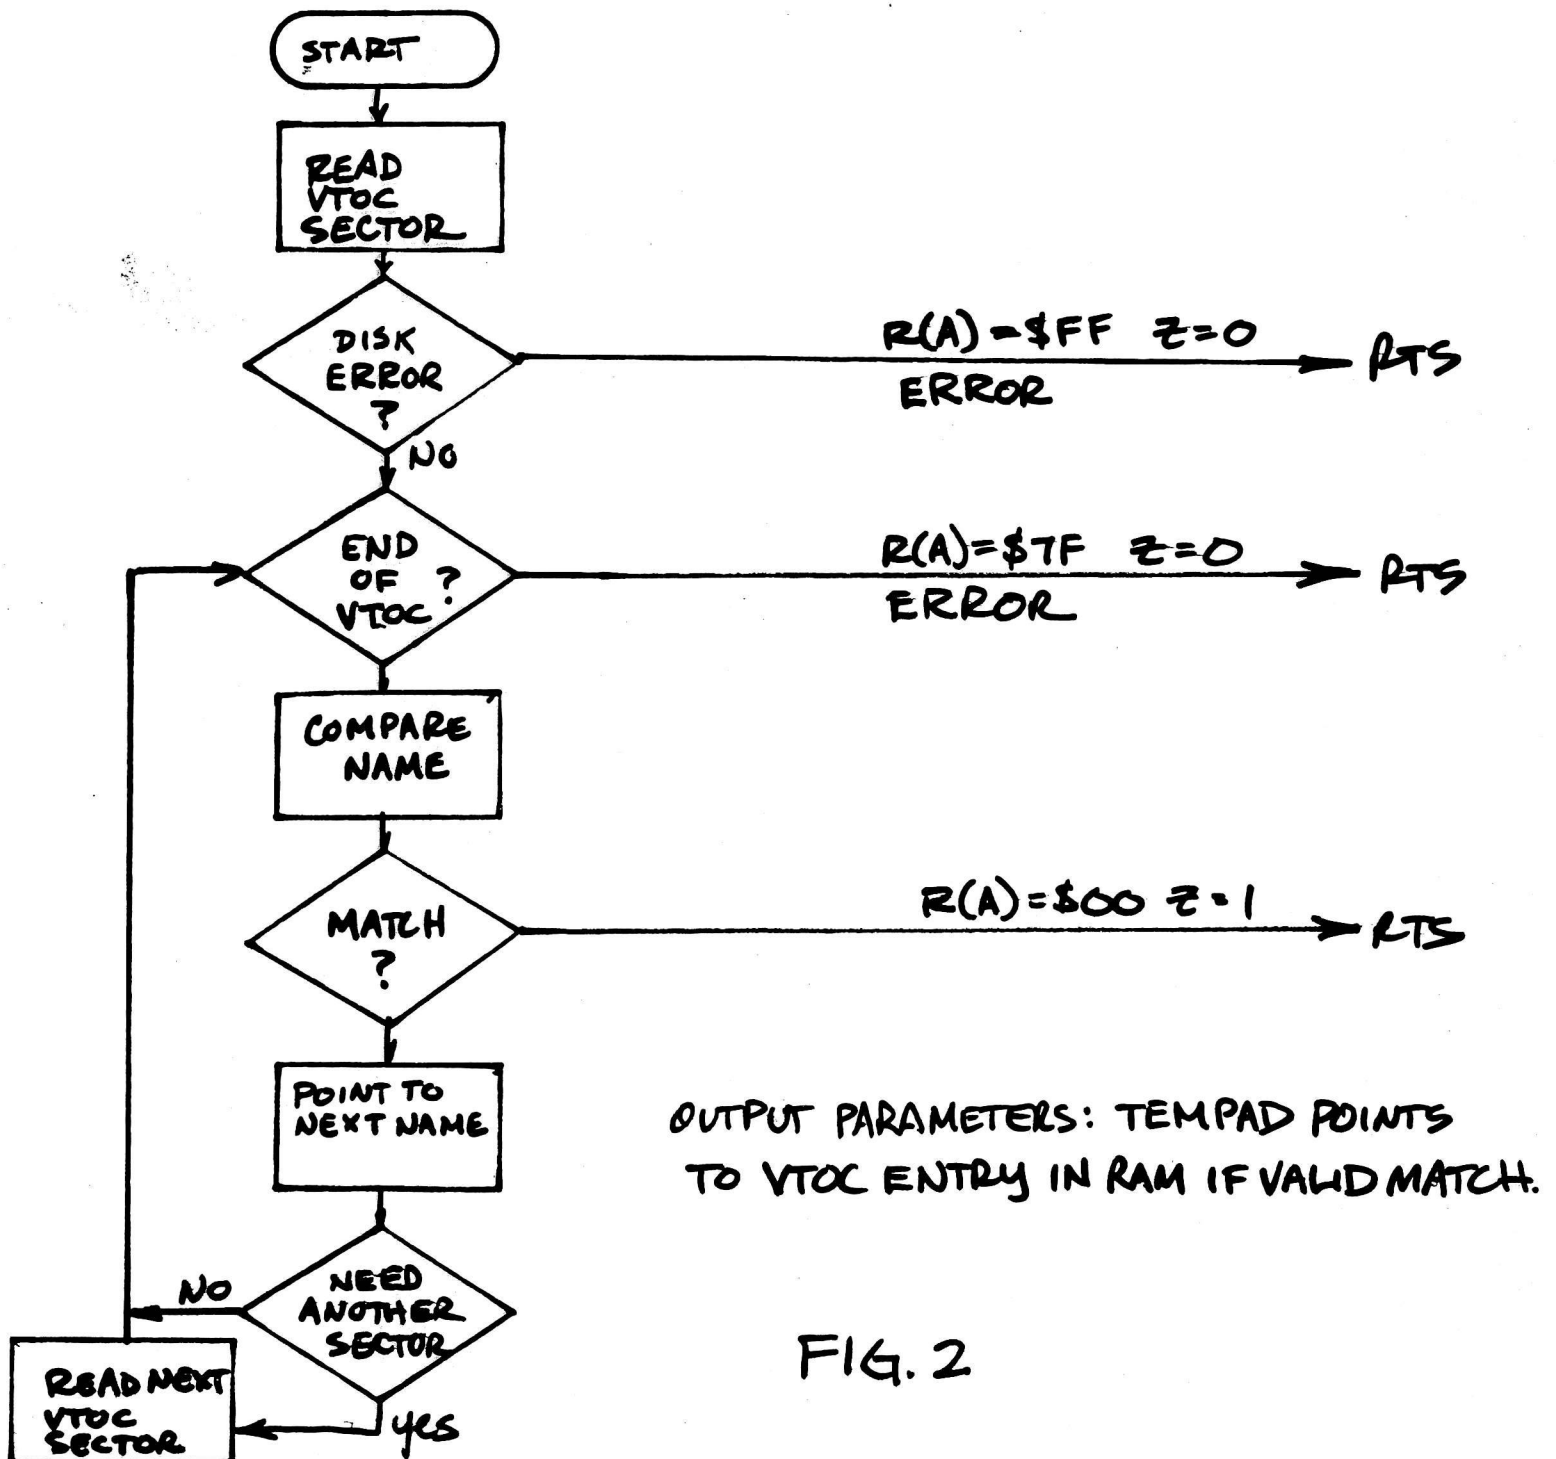 START
READ
VTOC
SECTOR
DISK
ERROR
?
R(A)=$FF Z=0
ERROR
RTS
NO
END
OF ?
VTOC
R(A)=$7F Z=0
ERROR
RTS
COMPARE
NAME
MATCH
?
R(A)=$00 Z=1
RTS
POINT TO
NEXT NAME
OUTPUT PARAMETERS: TEMPAD POINTS
TO VTOC ENTRY IN RAM IF VALID MATCH.
NO
NEED
ANOTHER
SECTOR
READ NEXT
VTOC
SECTOR
yes
FIG. 2